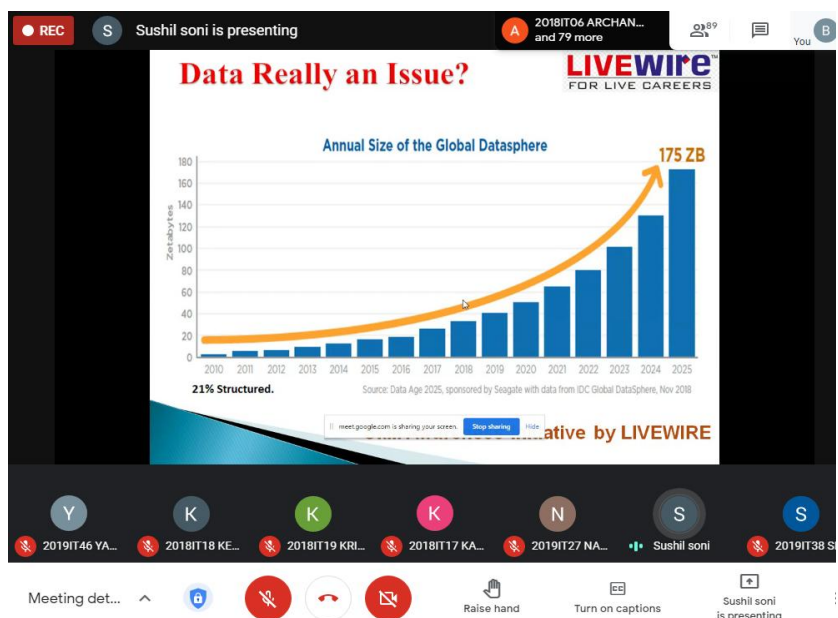 REC
S
Sushil soni is presenting
A
2018IT06 ARCHAN...
and 79 more
89
You
B
Data Really an Issue?
LIVEWIRE™
FOR LIVE CAREERS
Annual Size of the Global Datasphere
175 ZB
Zetabytes
180
160
140
120
100
80
60
40
20
0
2010 2011 2012 2013 2014 2015 2016 2017 2018 2019 2020 2021 2022 2023 2024 2025
21% Structured.
Source: Data Age 2025, sponsored by Seagate with data from IDC Global DataSphere, Nov 2018
meet.google.com is sharing your screen.
Stop sharing
Hide
ative by LIVEWIRE
Y K K K N S S
2019IT46 YA... 2018IT18 KE... 2018IT19 KRI... 2018IT17 KA... 2019IT27 NA... Sushil soni 2019IT38 S
Meeting det...
Raise hand
CC
Turn on captions
Sushil soni
is presenting